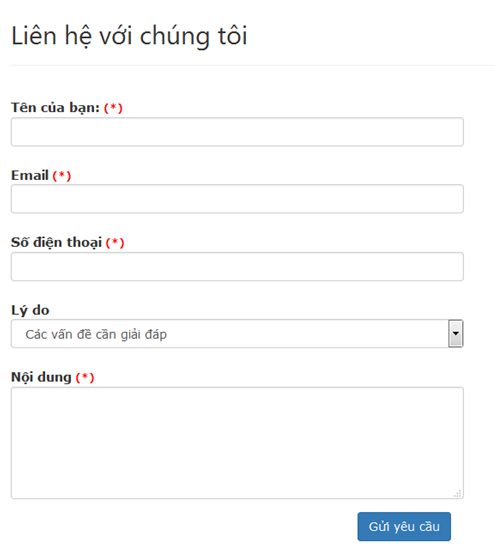 Liên hệ với chúng tôi
Tên của bạn: (*)
Email (*)
Số điện thoại (*)
Lý do
Các vấn đề cần giải đáp
Nội dung (*)
Gửi yêu cầu